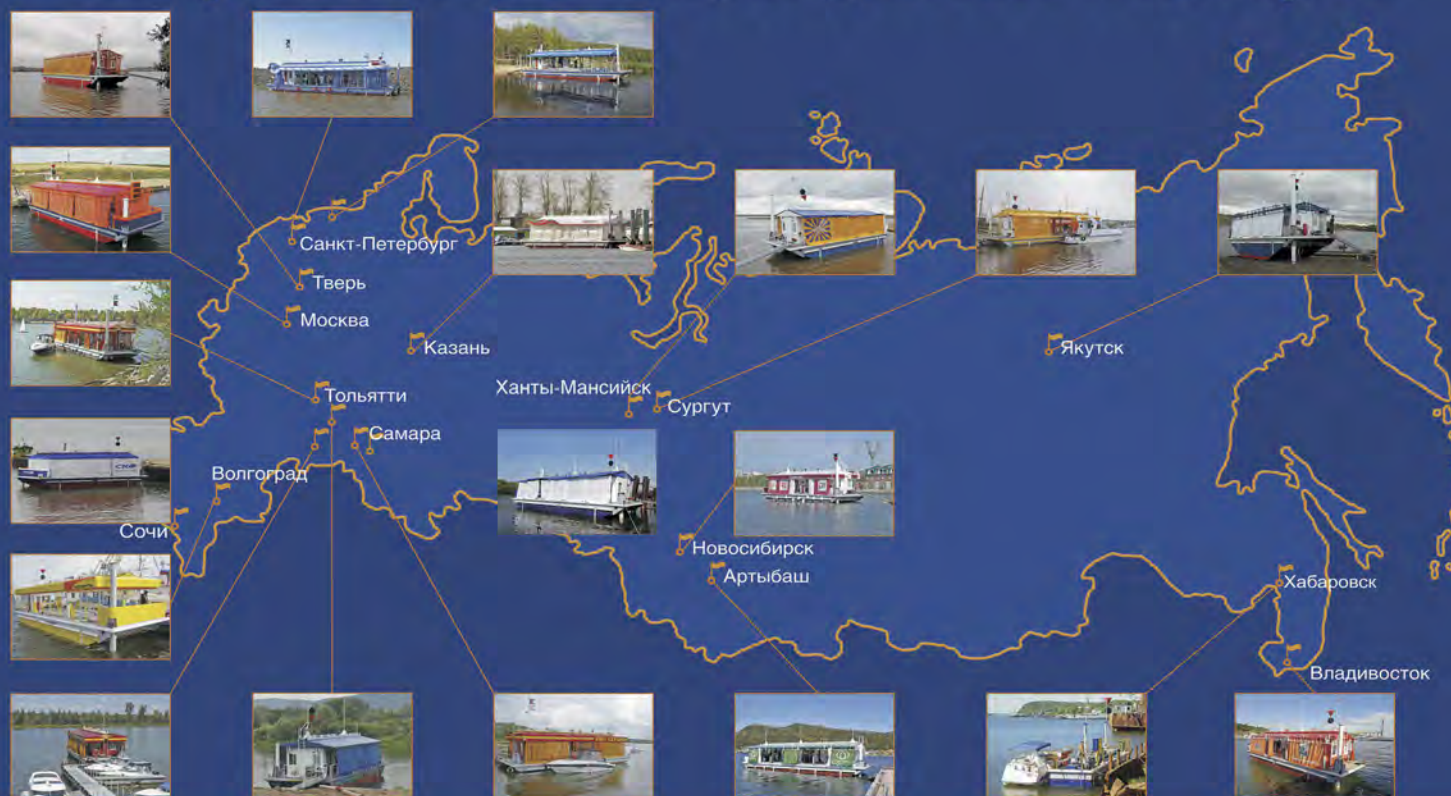 Санкт-Петербург
Тверь
Москва
Казань
Якутск
Ханты-Мансийск
Тольятти
Сургут
Самара
Волгоград
Сочи
Новосибирск
Артыбаш
Хабаровск
Владивосток